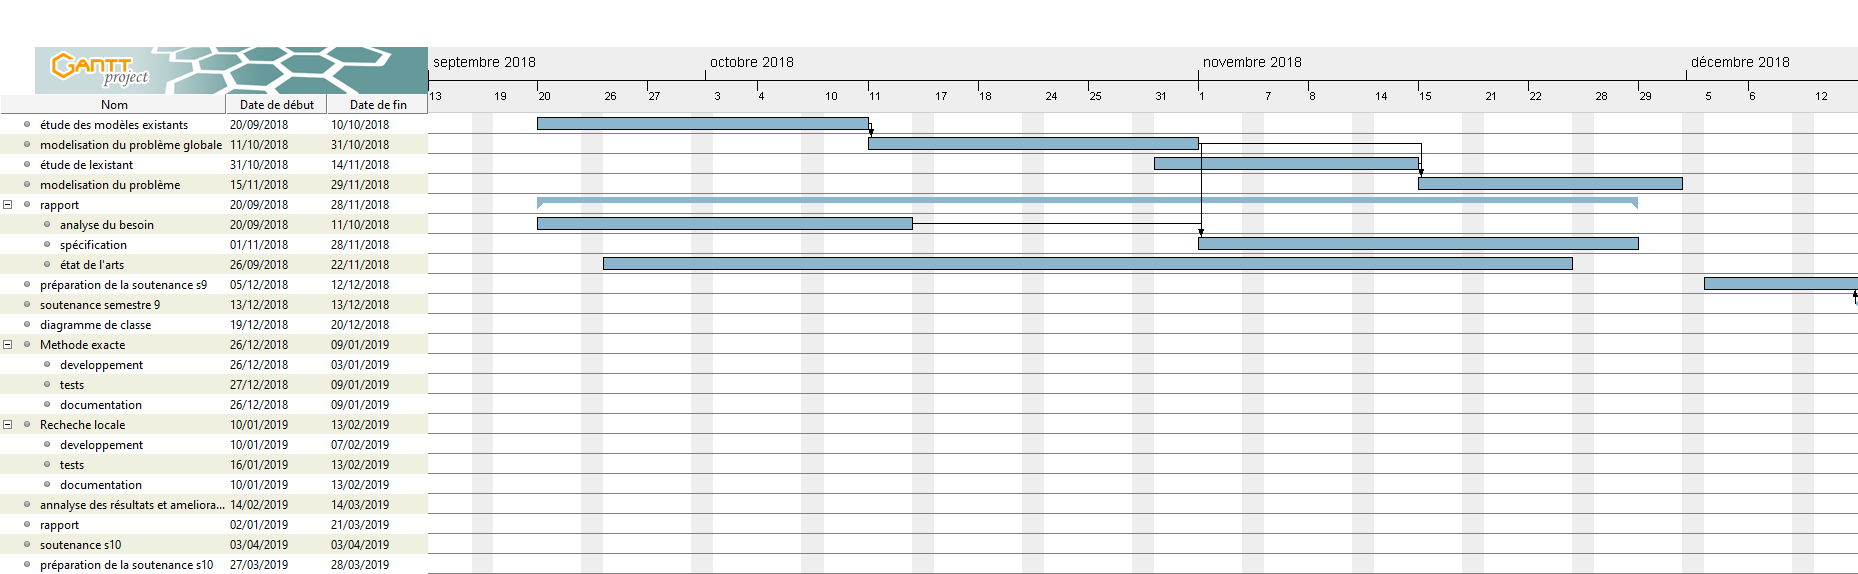 GANTT
project
septembre 2018 octobre 2018 novembre 2018 décembre 2018
13 19 20 26 27 3 4 10 11 17 18 24 25 31 1 7 8 14 15 21 22 28 29 5 6 12
Nom Date de début Date de fin
étude des modèles existants 20/09/2018 10/10/2018
modelisation du problème globale 11/10/2018 31/10/2018
étude de lexistant 31/10/2018 14/11/2018
modelisation du problème 15/11/2018 29/11/2018
rapport 20/09/2018 28/11/2018
analyse du besoin 20/09/2018 11/10/2018
spécification 01/11/2018 28/11/2018
état de l'arts 26/09/2018 22/11/2018
préparation de la soutenance s9 05/12/2018 12/12/2018
soutenance semestre 9 13/12/2018 13/12/2018
diagramme de classe 19/12/2018 20/12/2018
Methode exacte 26/12/2018 09/01/2019
developpement 26/12/2018 03/01/2019
tests 27/12/2018 09/01/2019
documentation 26/12/2018 09/01/2019
Recheche locale 10/01/2019 13/02/2019
developpement 10/01/2019 07/02/2019
tests 16/01/2019 13/02/2019
documentation 10/01/2019 13/02/2019
annalyse des résultats et ameliora... 14/02/2019 14/03/2019
rapport 02/01/2019 21/03/2019
soutenance s10 03/04/2019 03/04/2019
préparation de la soutenance s10 27/03/2019 28/03/2019